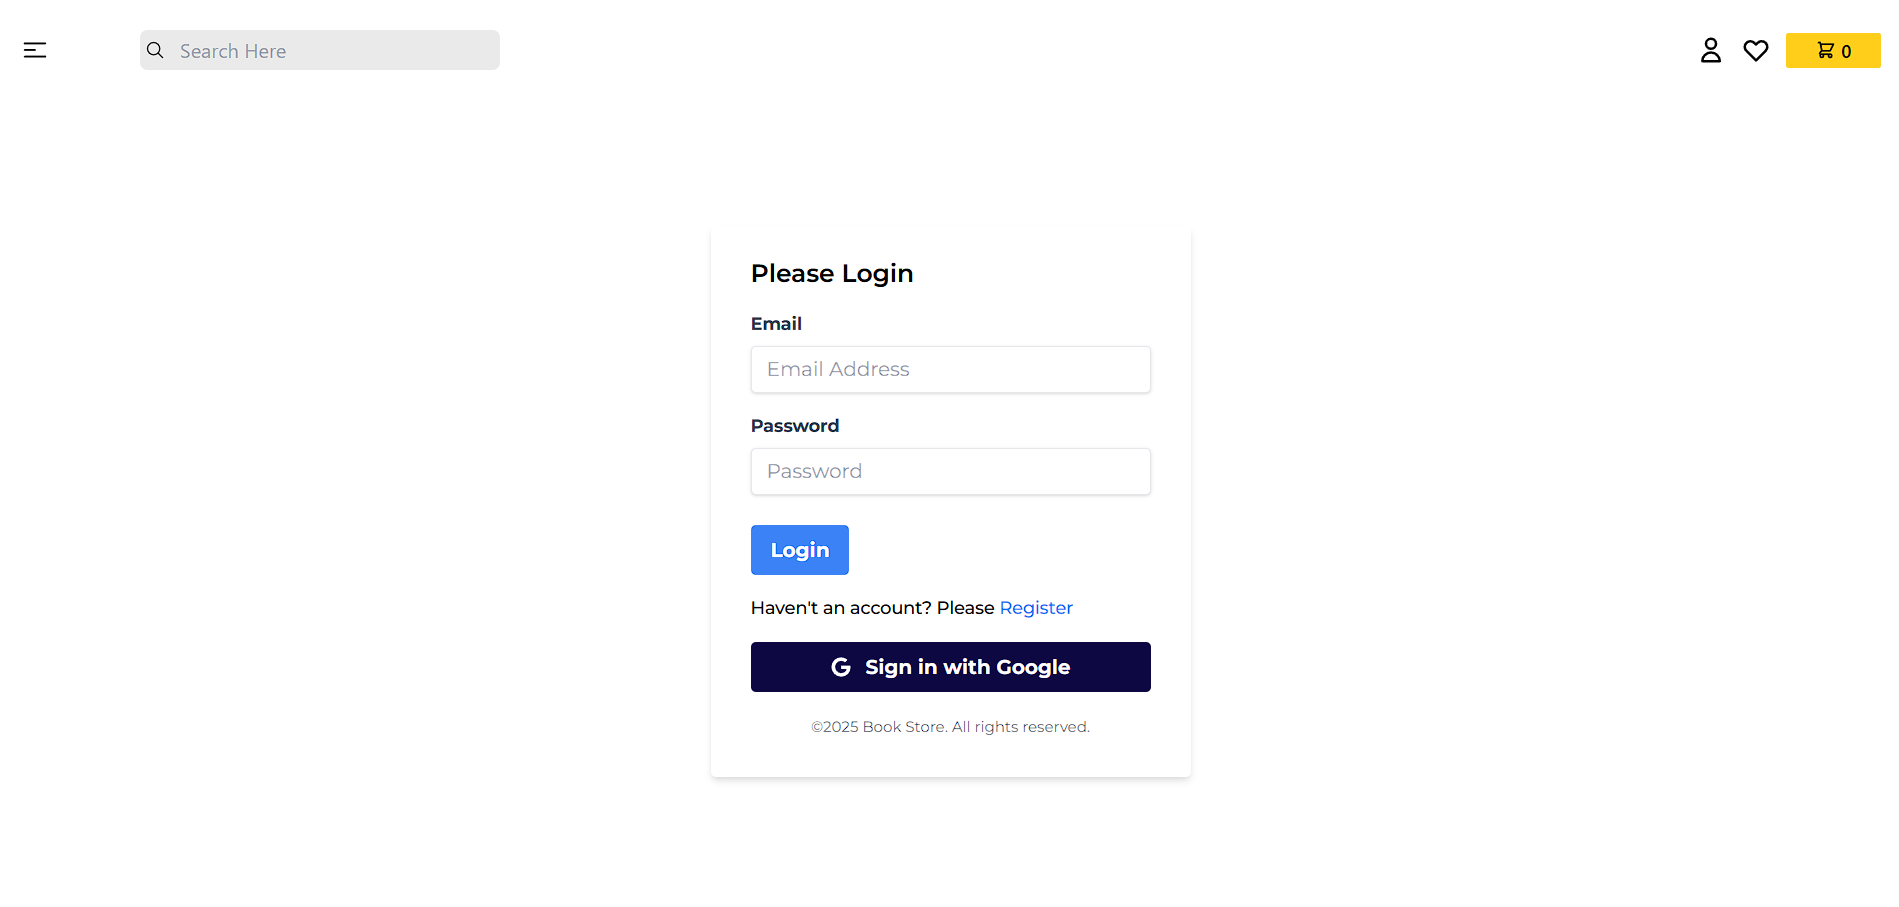 Search Here
0
Please Login
Email
Email Address
Password
Password
Login
Haven't an account? Please Register
Sign in with Google
©2025 Book Store. All rights reserved.